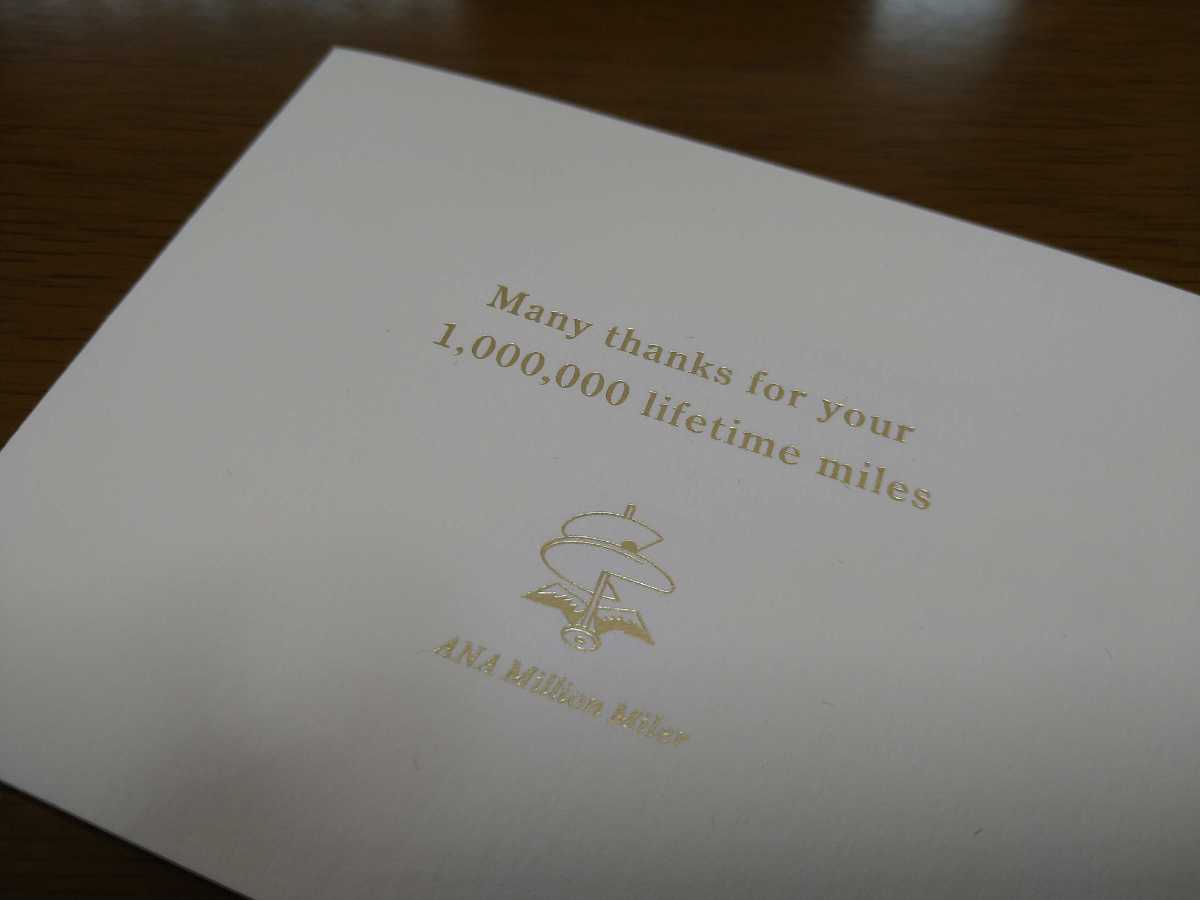 Many thanks for your
1,000,000 lifetime miles
ANA Million Miler